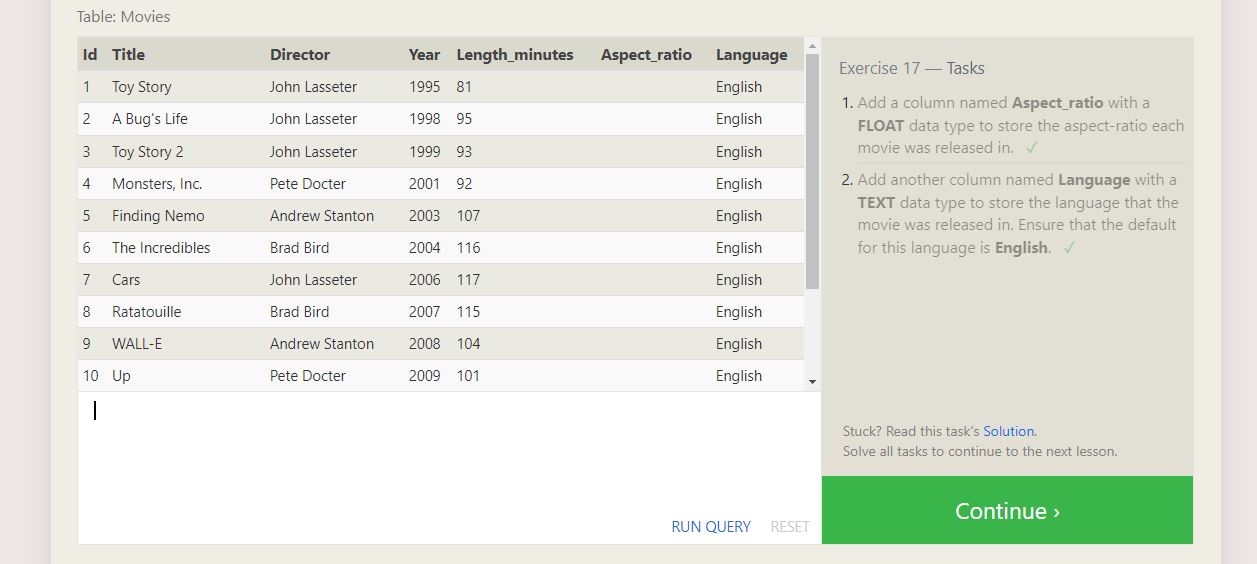 Table: Movies
Id Title Director Year Length_minutes Aspect_ratio Language
1 Toy Story John Lasseter 1995 81 English
2 A Bug's Life John Lasseter 1998 95 English
3 Toy Story 2 John Lasseter 1999 93 English
4 Monsters, Inc. Pete Docter 2001 92 English
5 Finding Nemo Andrew Stanton 2003 107 English
6 The Incredibles Brad Bird 2004 116 English
7 Cars John Lasseter 2006 117 English
8 Ratatouille Brad Bird 2007 115 English
9 WALL-E Andrew Stanton 2008 104 English
10 Up Pete Docter 2009 101 English
RUN QUERY RESET
Exercise 17 — Tasks
1. Add a column named Aspect_ratio with a
FLOAT data type to store the aspect-ratio each
movie was released in. ✓
2. Add another column named Language with a
TEXT data type to store the language that the
movie was released in. Ensure that the default
for this language is English. ✓
Stuck? Read this task's Solution.
Solve all tasks to continue to the next lesson.
Continue ›